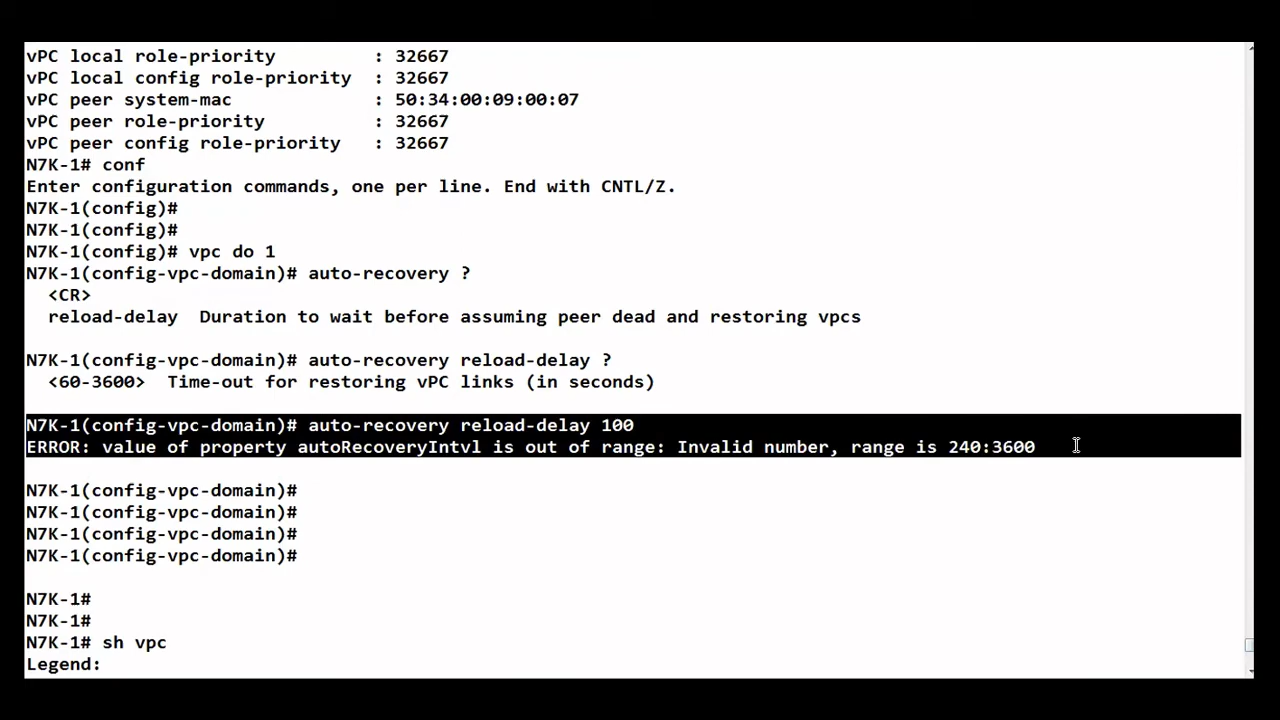 vPC local role-priority : 32667
vPC local config role-priority : 32667
vPC peer system-mac : 50:34:00:09:00:07
vPC peer role-priority : 32667
vPC peer config role-priority : 32667
N7K-1# conf
Enter configuration commands, one per line. End with CNTL/Z.
N7K-1(config)#
N7K-1(config)#
N7K-1(config)# vpc do 1
N7K-1(config-vpc-domain)# auto-recovery ?
<CR>
reload-delay Duration to wait before assuming peer dead and restoring vpcs
N7K-1(config-vpc-domain)# auto-recovery reload-delay ?
<60-3600> Time-out for restoring vPC links (in seconds)
N7K-1(config-vpc-domain)# auto-recovery reload-delay 100
ERROR: value of property autoRecoveryIntvl is out of range: Invalid number, range is 240:3600
N7K-1(config-vpc-domain)#
N7K-1(config-vpc-domain)#
N7K-1(config-vpc-domain)#
N7K-1(config-vpc-domain)#
N7K-1#
N7K-1#
N7K-1# sh vpc
Legend: